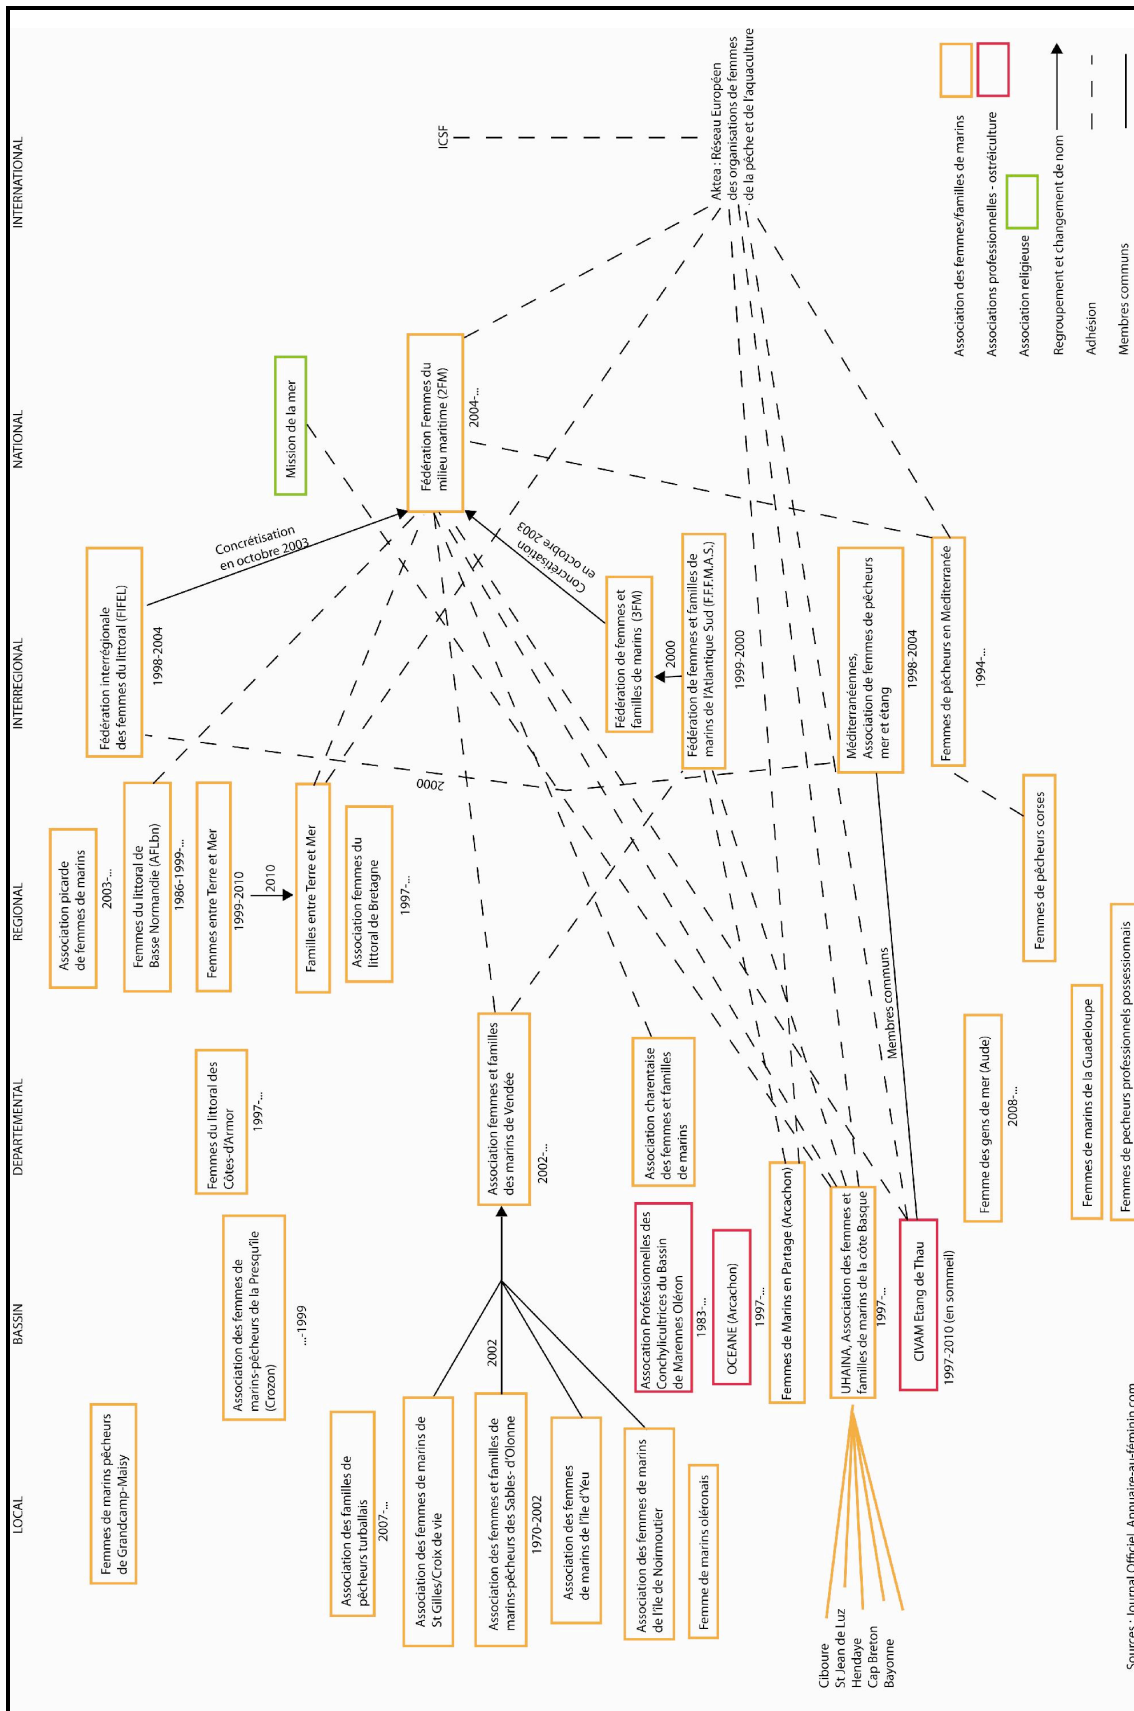 LOCAL
BASSIN
DEPARTEMENTAL
REGIONAL
INTERREGIONAL
NATIONAL
INTERNATIONAL
Femmes de marins pêcheurs
de Grandcamp-Maisy
Association des familles de
pêcheurs turballais
2007-...
Association des femmes de marins de
St Gilles/Croix de vie
Association des femmes et familles de
marins-pêcheurs des Sables- d'Olonne
1970-2002
Association des femmes
de marins de l'île d'Yeu
Association des femmes de marins
de l'île de Noirmoutier
Femme de marins oléronais
Ciboure
St Jean de Luz
Hendaye
Cap Breton
Bayonne
Association des femmes de
marins-pêcheurs de la Presqu'île
(Crozon)
...-1999
2002
Assocation Professionnelles des
Conchylicultrices du Bassin
de Marennes Oléron
1983-...
OCEANE (Arcachon)
1997-...
Femmes de Marins en Partage (Arcachon)
UHAINA, Association des femmes et
familles de marins de la côte Basque
1997-...
CIVAM Etang de Thau
1997-2010 (en sommeil)
Femmes du littoral des
Côtes-d'Armor
1997-...
Association femmes et familles
des marins de Vendée
2002-...
Association charentaise
des femmes et familles
de marins
Femme des gens de mer (Aude)
2008-...
Femmes de marins de la Guadeloupe
Femmes de pecheurs professionnels possessionnais
Association picarde
de femmes de marins
2003-...
Femmes du littoral de
Basse Normandie (AFLbn)
1986-1999-...
Femmes entre Terre et Mer
1999-2010
2010
Familles entre Terre et Mer
Association femmes du
littoral de Bretagne
1997-...
Femmes de pêcheurs corses
Membres communs
Fédération interrégionale
des femmes du littoral (FIFEL)
1998-2004
2000
Fédération de femmes et
familles de marins (3FM)
2000
Fédération de femmes et familles de
marins de l'Atlantique Sud (F.F.F.M.A.S.)
1999-2000
Méditerranéennes,
Association de femmes de pêcheurs
mer et étang
1998-2004
Femmes de pêcheurs en Mediterranée
1994-...
Concrétisation
en octobre 2003
Concrétisation
en octobre 2003
Mission de la mer
Fédération Femmes du
milieu maritime (2FM)
2004-...
ICSF
Aktea : Réseau Européen
des organisations de femmes
de la pêche et de l'aquaculture
Association des femmes/familles de marins
Associations professionnelles - ostréiculture
Association religieuse
Regroupement et changement de nom
Adhésion
Membres communs
Sources : Journal Officiel, Annuaire-au-féminin.com